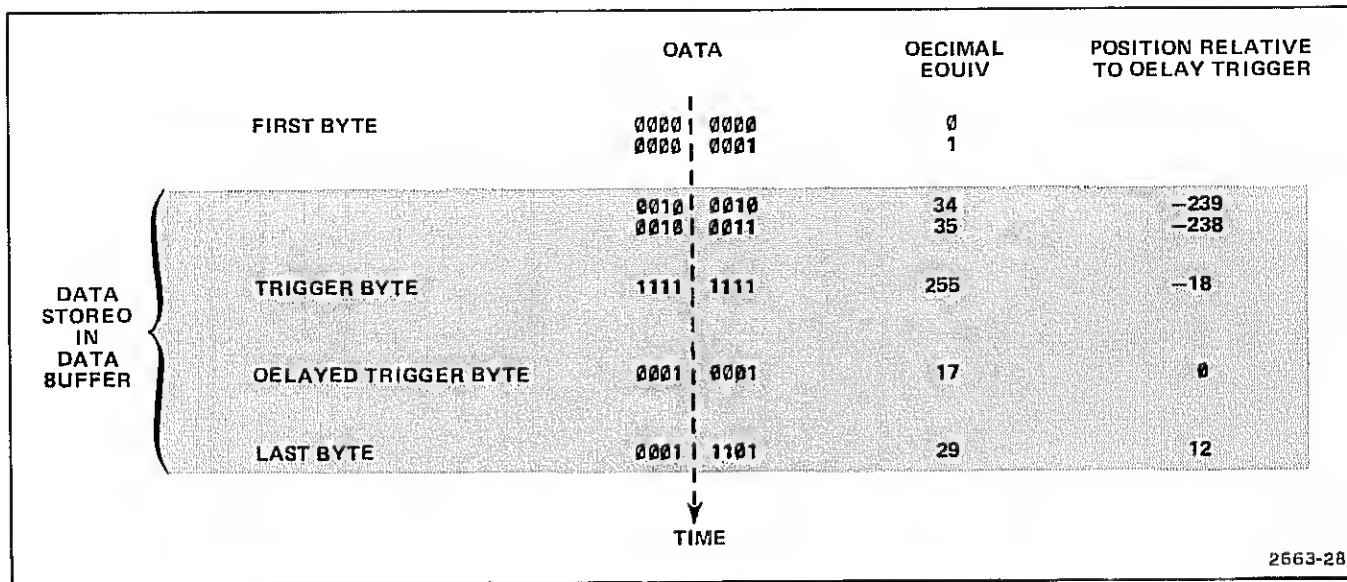 OATA OECIMAL EOUIV POSITION RELATIVE TO OELAY TRIGGER
FIRST BYTE 0000 0000 0
0000 0001 1
0010 0010 34 −239
0010 0011 35 −238
TRIGGER BYTE 1111 1111 255 −18
DATA STOREO IN DATA BUFFER
OELAYED TRIGGER BYTE 0001 0001 17 0
LAST BYTE 0001 1101 29 12
TIME
2663-28